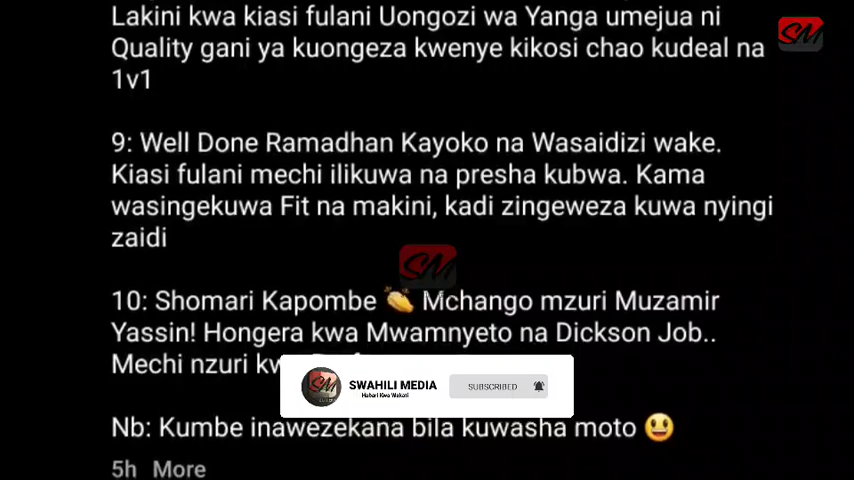 Lakini kwa kiasi fulani Uongozi wa Yanga umejua ni
Quality gani ya kuongeza kwenye kikosi chao kudeal na
1v1
9: Well Done Ramadhan Kayoko na Wasaidizi wake.
Kiasi fulani mechi ilikuwa na presha kubwa. Kama
wasingekuwa Fit na makini, kadi zingeweza kuwa nyingi
zaidi
10: Shomari Kapombe 👏 Mchango mzuri Muzamir
Yassin! Hongera kwa Mwamnyeto na Dickson Job..
Mechi nzuri
Nb: Kumbe inawezekana bila kuwasha moto 😃
5h More
SM
SM
SM
SWAHILI MEDIA
Habari Kwa Wakati
SUBSCRIBED